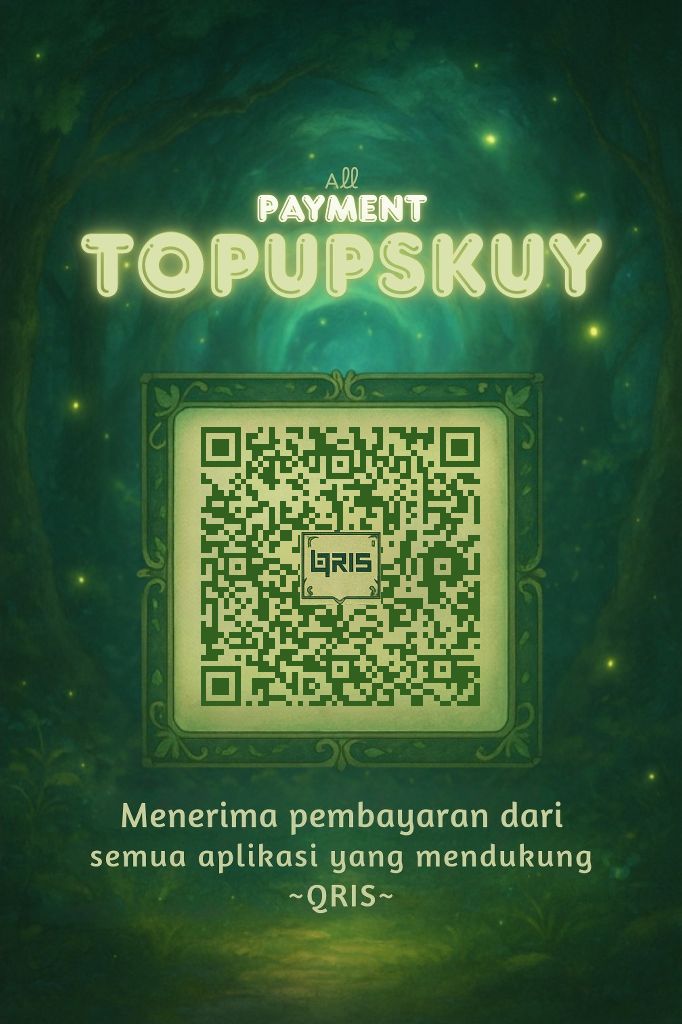 All
PAYMENT
TOPUPSKUY
QRIS
Menerima pembayaran dari
semua aplikasi yang mendukung
~QRIS~